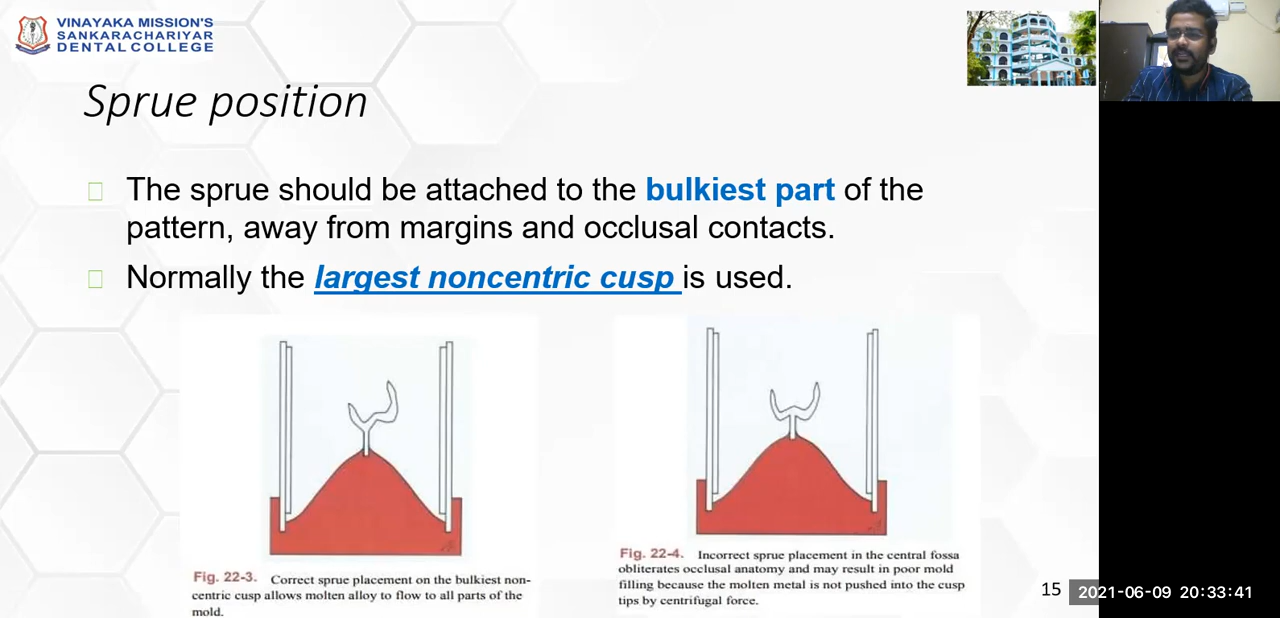 VINAYAKA MISSION'S
SANKARACHARIYAR
DENTAL COLLEGE
Sprue position
The sprue should be attached to the bulkiest part of the
pattern, away from margins and occlusal contacts.
Normally the largest noncentric cusp is used.
Fig. 22-3. Correct sprue placement on the bulkiest non-
centric cusp allows molten alloy to flow to all parts of the
mold.
Fig. 22-4. Incorrect sprue placement in the central fossa
obliterates occlusal anatomy and may result in poor mold
filling because the molten metal is not pushed into the cusp
tips by centrifugal force.
15
2021-06-09 20:33:41